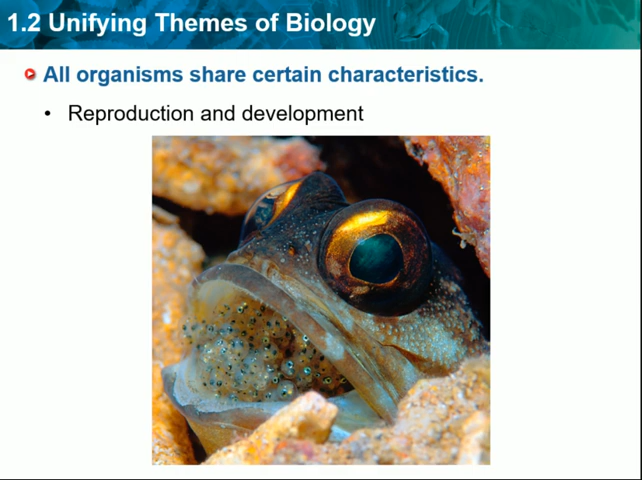 1.2 Unifying Themes of Biology
All organisms share certain characteristics.
• Reproduction and development